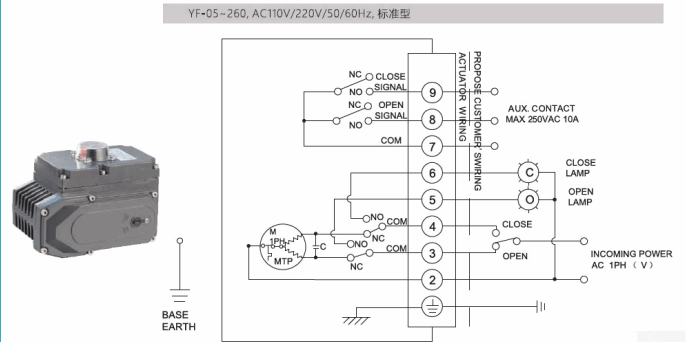 YF-05~260, AC110V/220V/50/60Hz, 标准型
ACTUATOR WIRING
PROPOSE CUSTOMER' SWIRING
NC CLOSE
NO SIGNAL
9
NC OPEN
NO SIGNAL
8
AUX. CONTACT
MAX 250VAC 10A
COM
7
6
C
CLOSE
LAMP
5
O
OPEN
LAMP
NO
COM
4
NC
CLOSE
M
1PH
MTP
C
NO
COM
3
NC
OPEN
INCOMING POWER
AC 1PH ( V )
2
BASE
EARTH